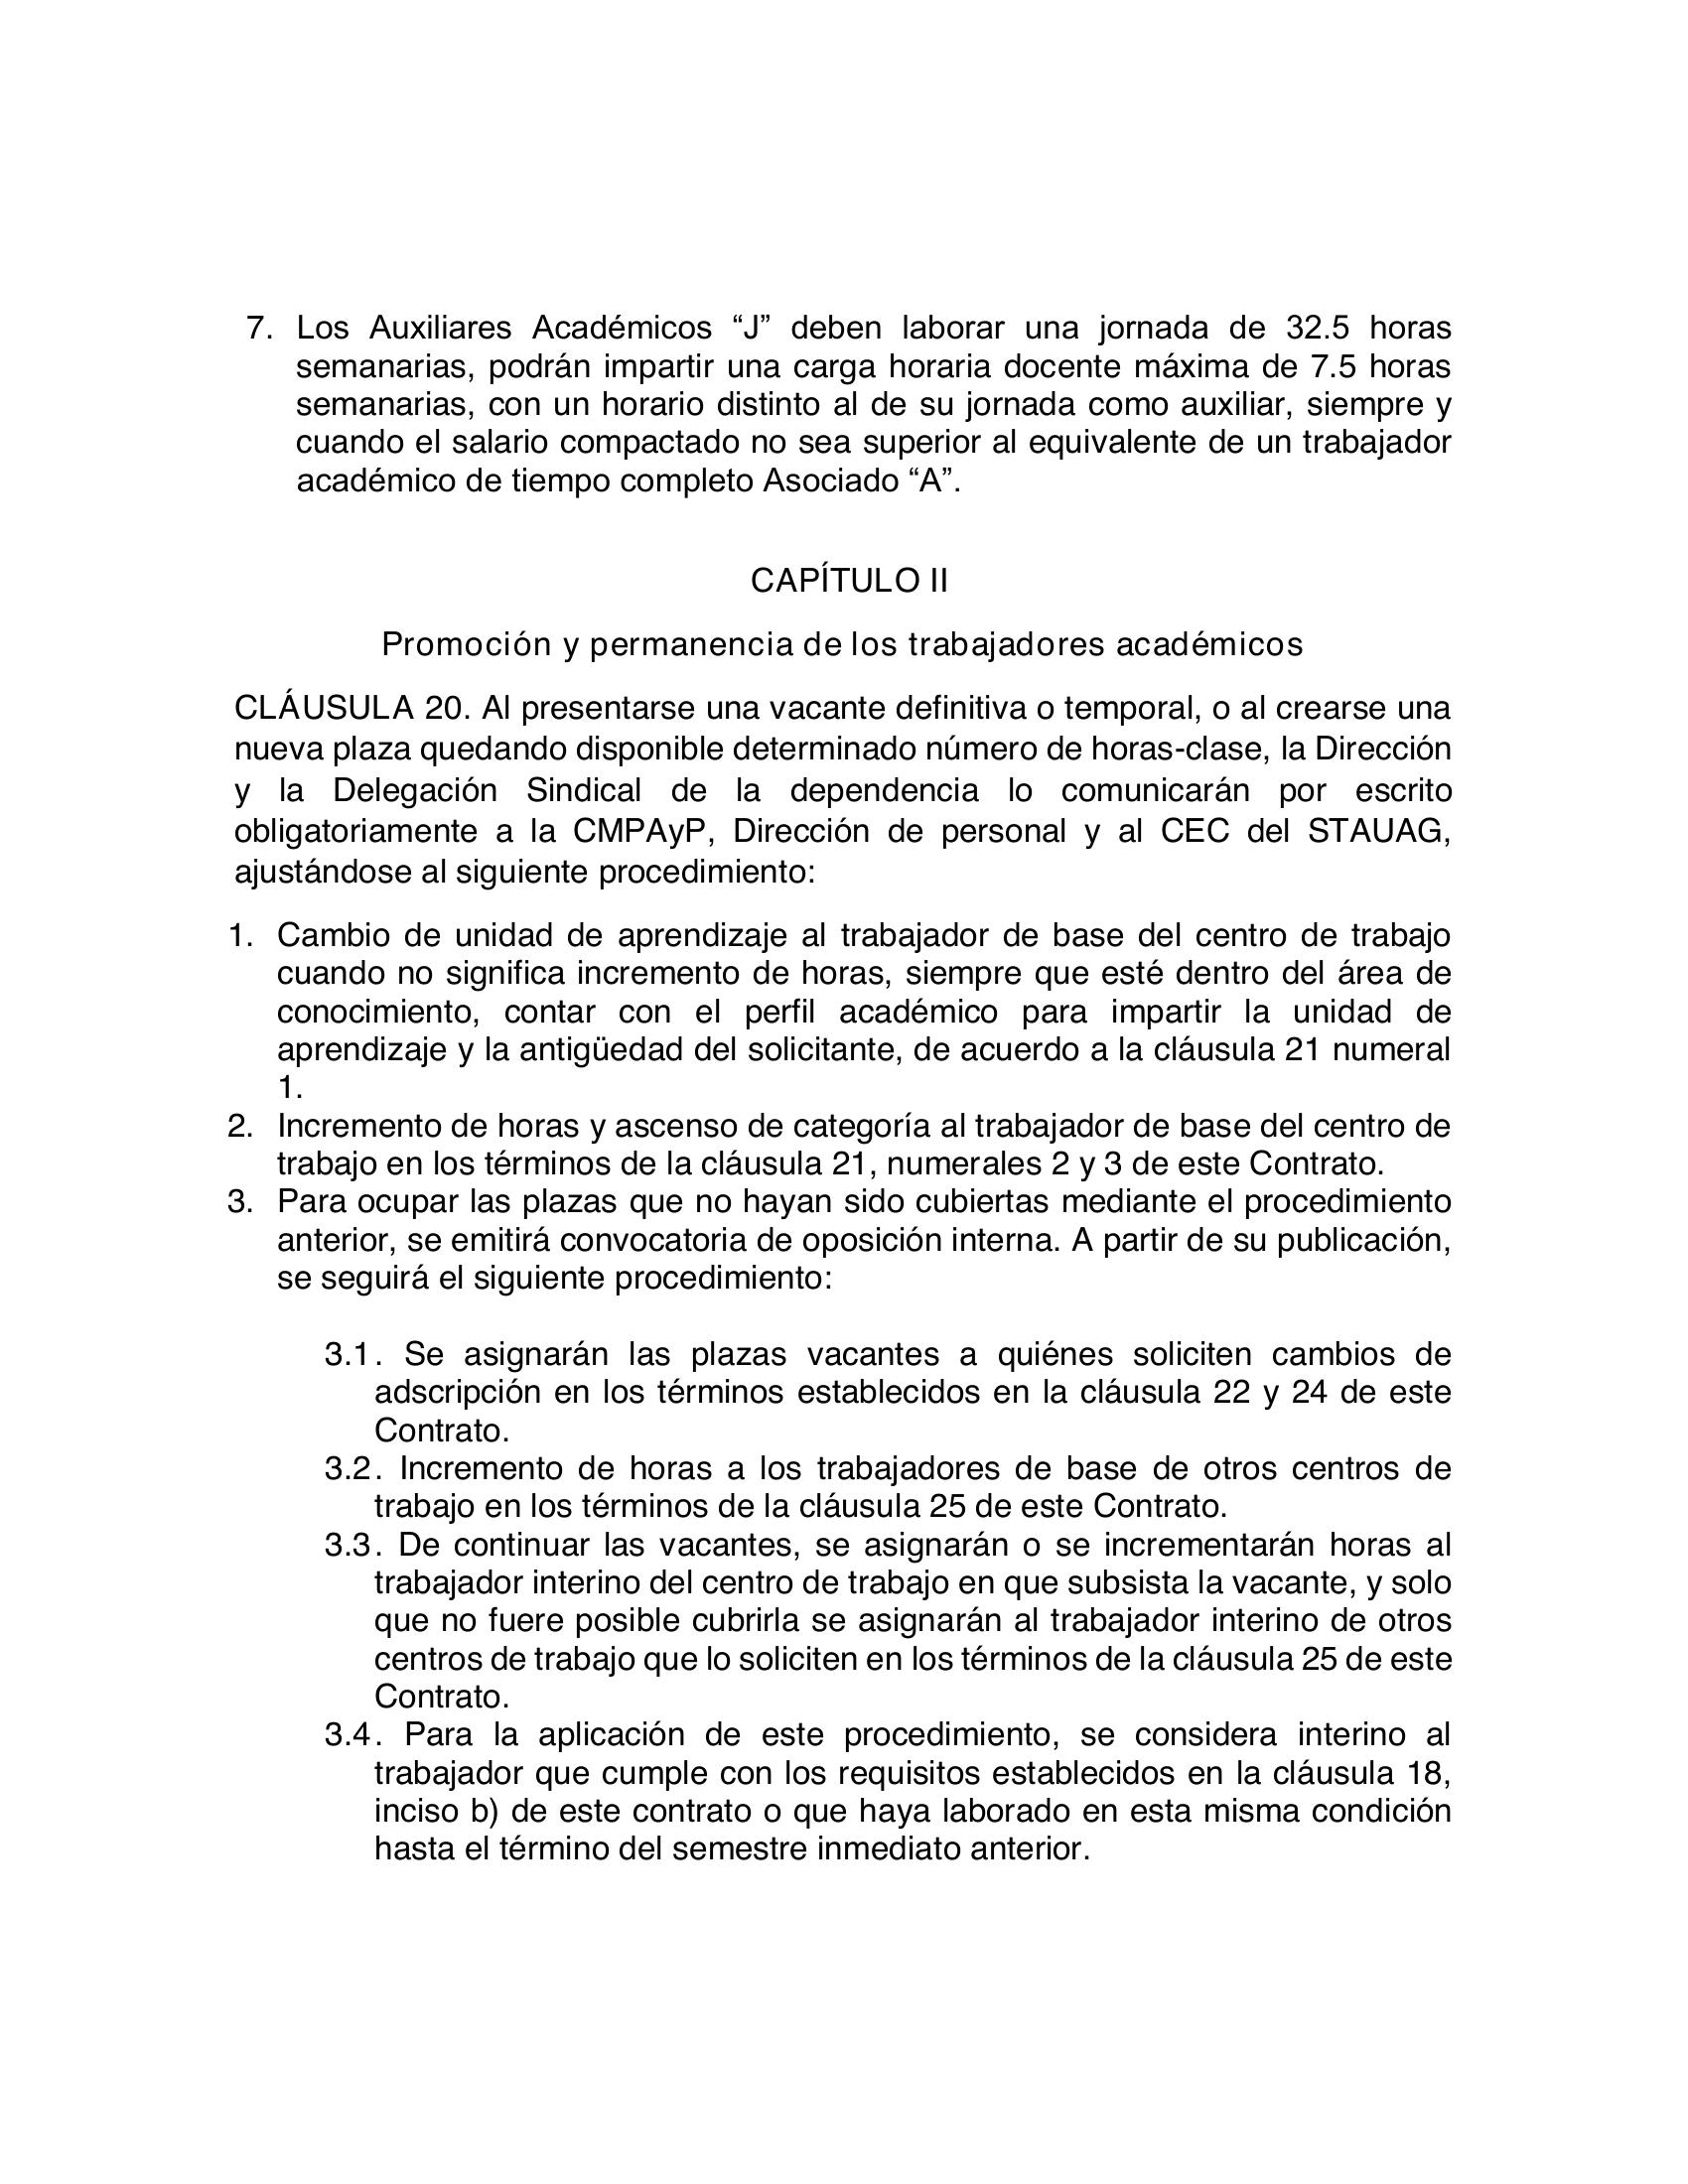 7. Los Auxiliares Académicos “J” deben laborar una jornada de 32.5 horas
semanarias, podrán impartir una carga horaria docente máxima de 7.5 horas
semanarias, con un horario distinto al de su jornada como auxiliar, siempre y
cuando el salario compactado no sea superior al equivalente de un trabajador
académico de tiempo completo Asociado “A”.
CAPÍTULO II
Promoción y permanencia de los trabajadores académicos
CLÁUSULA 20. Al presentarse una vacante definitiva o temporal, o al crearse una
nueva plaza quedando disponible determinado número de horas-clase, la Dirección
y la Delegación Sindical de la dependencia lo comunicarán por escrito
obligatoriamente a la CMPAyP, Dirección de personal y al CEC del STAUAG,
ajustándose al siguiente procedimiento:
1. Cambio de unidad de aprendizaje al trabajador de base del centro de trabajo
cuando no significa incremento de horas, siempre que esté dentro del área de
conocimiento, contar con el perfil académico para impartir la unidad de
aprendizaje y la antigüedad del solicitante, de acuerdo a la cláusula 21 numeral
1.
2. Incremento de horas y ascenso de categoría al trabajador de base del centro de
trabajo en los términos de la cláusula 21, numerales 2 y 3 de este Contrato.
3. Para ocupar las plazas que no hayan sido cubiertas mediante el procedimiento
anterior, se emitirá convocatoria de oposición interna. A partir de su publicación,
se seguirá el siguiente procedimiento:
3.1. Se asignarán las plazas vacantes a quiénes soliciten cambios de
adscripción en los términos establecidos en la cláusula 22 y 24 de este
Contrato.
3.2. Incremento de horas a los trabajadores de base de otros centros de
trabajo en los términos de la cláusula 25 de este Contrato.
3.3. De continuar las vacantes, se asignarán o se incrementarán horas al
trabajador interino del centro de trabajo en que subsista la vacante, y solo
que no fuere posible cubrirla se asignarán al trabajador interino de otros
centros de trabajo que lo soliciten en los términos de la cláusula 25 de este
Contrato.
3.4. Para la aplicación de este procedimiento, se considera interino al
trabajador que cumple con los requisitos establecidos en la cláusula 18,
inciso b) de este contrato o que haya laborado en esta misma condición
hasta el término del semestre inmediato anterior.